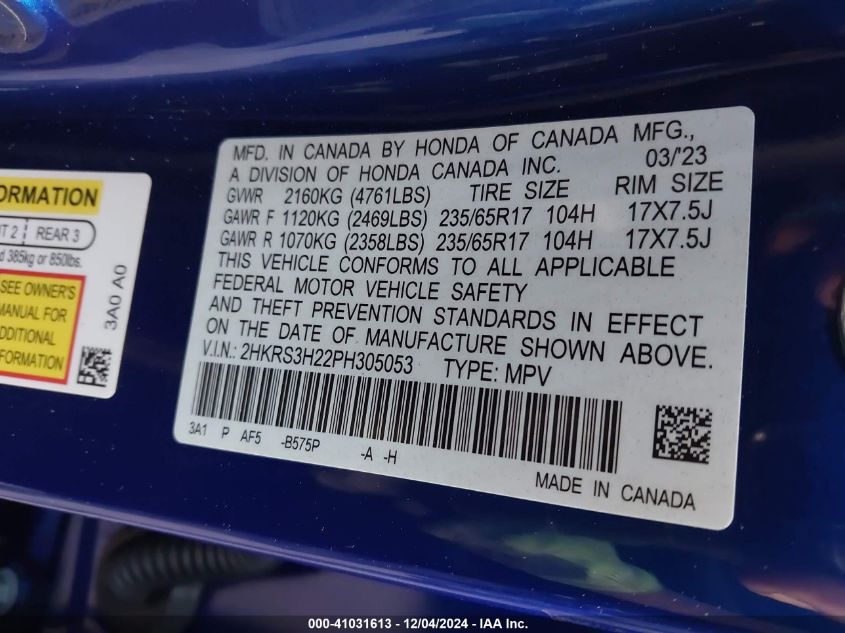 MFD. IN CANADA BY HONDA OF CANADA MFG.,
A DIVISION OF HONDA CANADA INC. 03/'23
GVWR 2160KG (4761LBS) TIRE SIZE RIM SIZE
GAWR F 1120KG (2469LBS) 235/65R17 104H 17X7.5J
GAWR R 1070KG (2358LBS) 235/65R17 104H 17X7.5J
THIS VEHICLE CONFORMS TO ALL APPLICABLE
FEDERAL MOTOR VEHICLE SAFETY
AND THEFT PREVENTION STANDARDS IN EFFECT
ON THE DATE OF MANUFACTURE SHOWN ABOVE.
V.I.N.: 2HKRS3H22PH305053 TYPE: MPV
3A1 P AF5 -B575P -A -H
MADE IN CANADA
REAR 3
385kg or 850lbs.
SEE OWNER'S
MANUAL FOR
3A0 A0
000-41031613 - 12/04/2024 - IAA Inc.